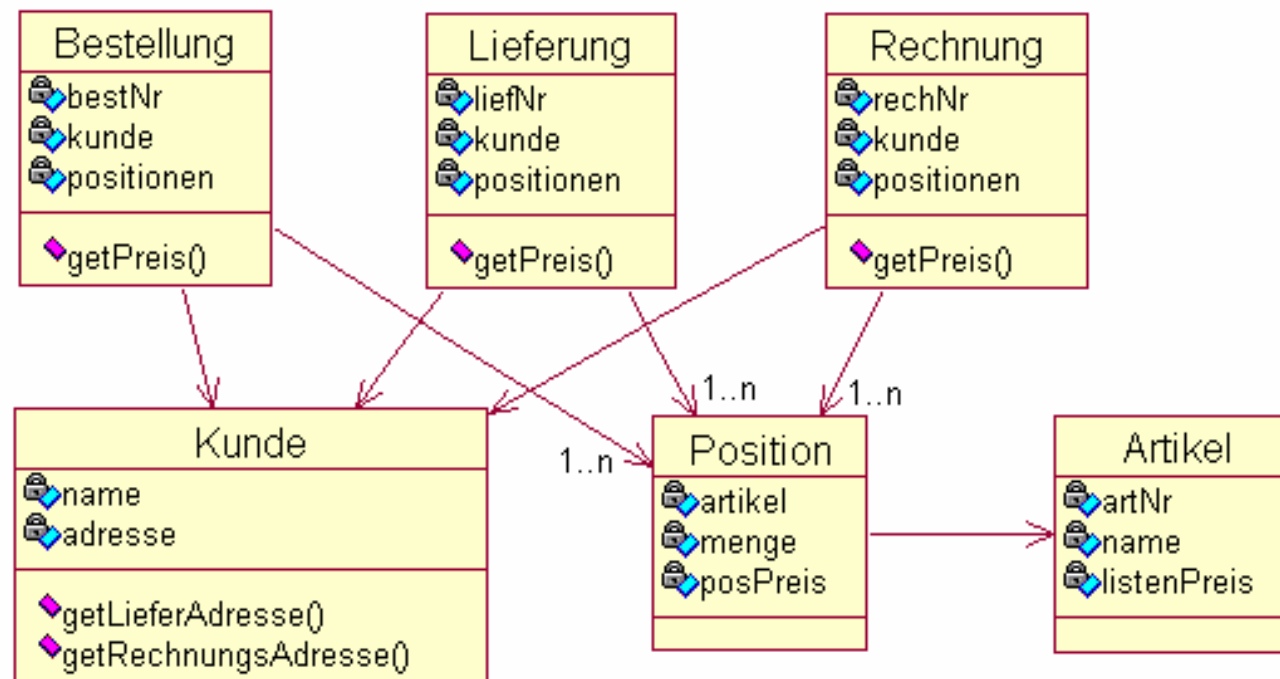 Bestellung
bestNr
kunde
positionen
getPreis()
Lieferung
liefNr
kunde
positionen
getPreis()
Rechnung
rechNr
kunde
positionen
getPreis()
1..n
1..n
1..n
Kunde
name
adresse
getLieferAdresse()
getRechnungsAdresse()
Position
artikel
menge
posPreis
Artikel
artNr
name
listenPreis